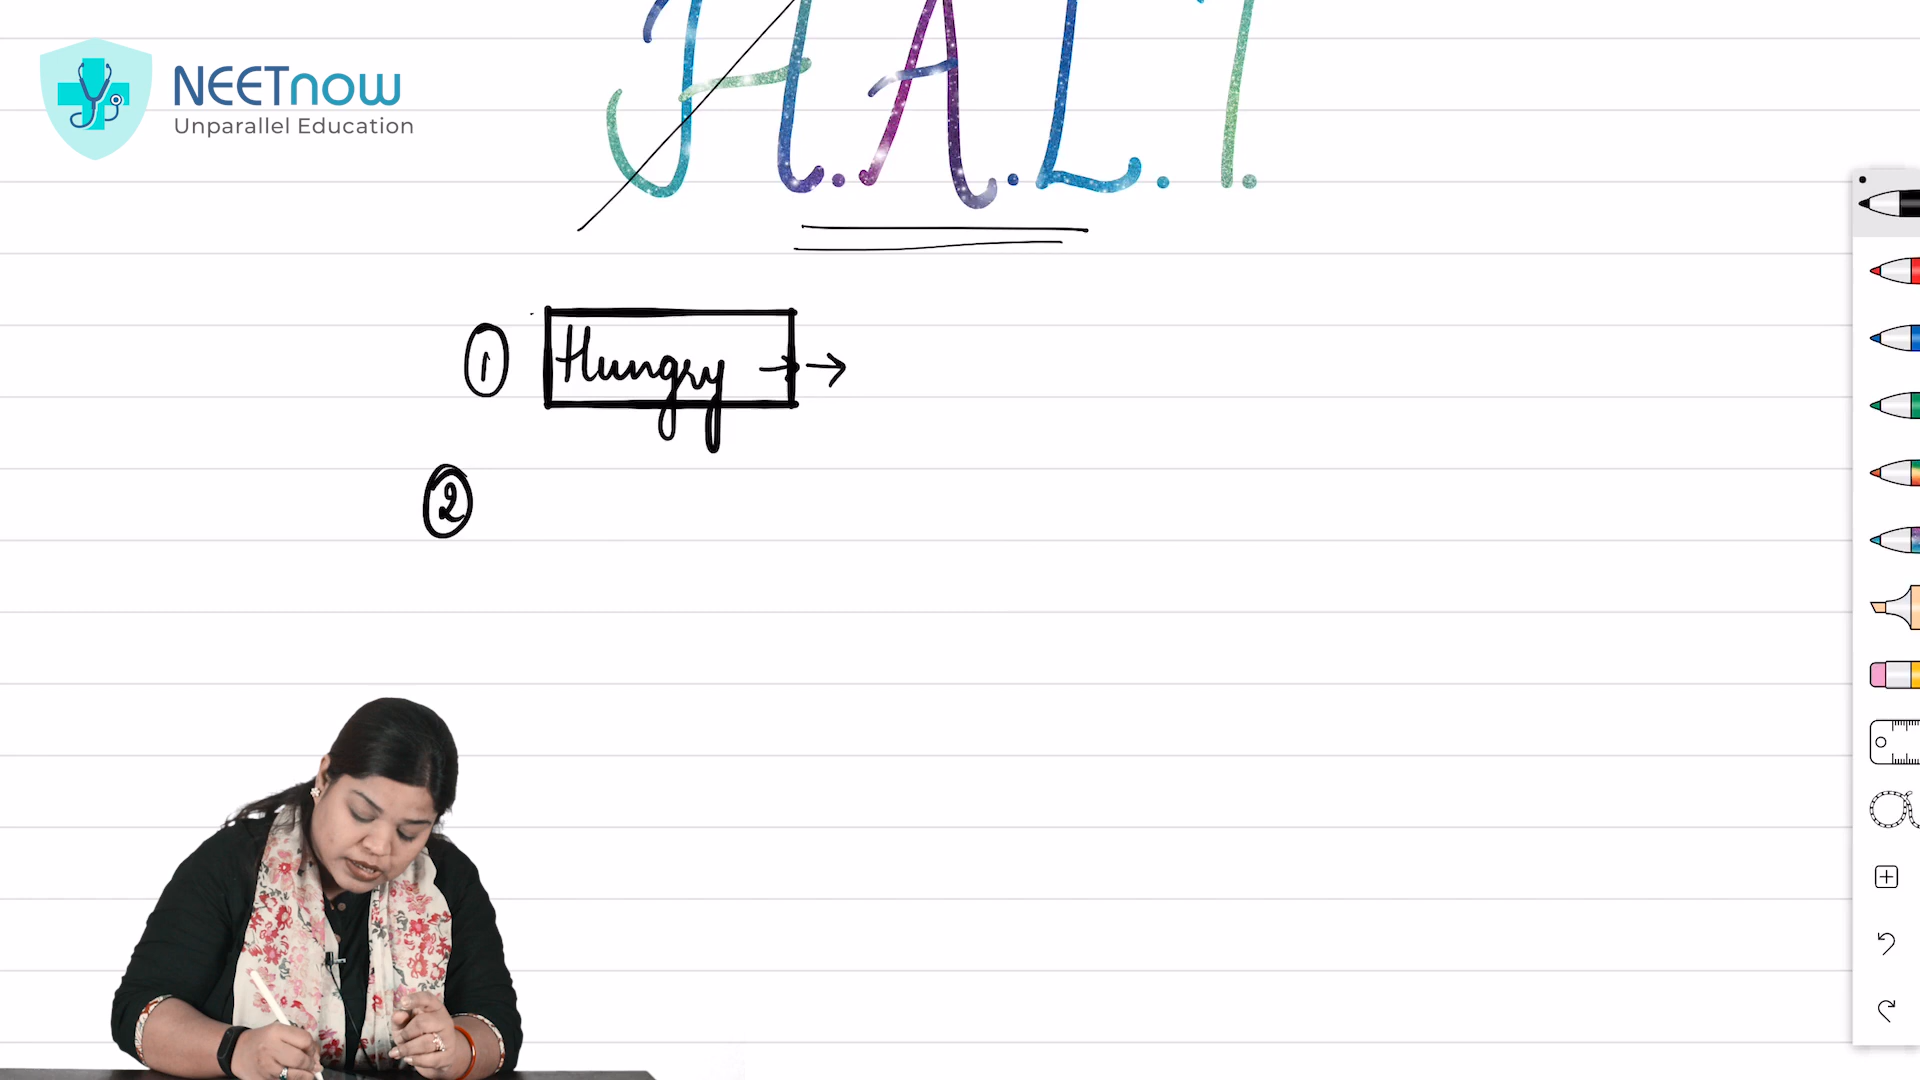 NEETnow
Unparallel Education
H.A.L.T.
1 Hungry →→
2